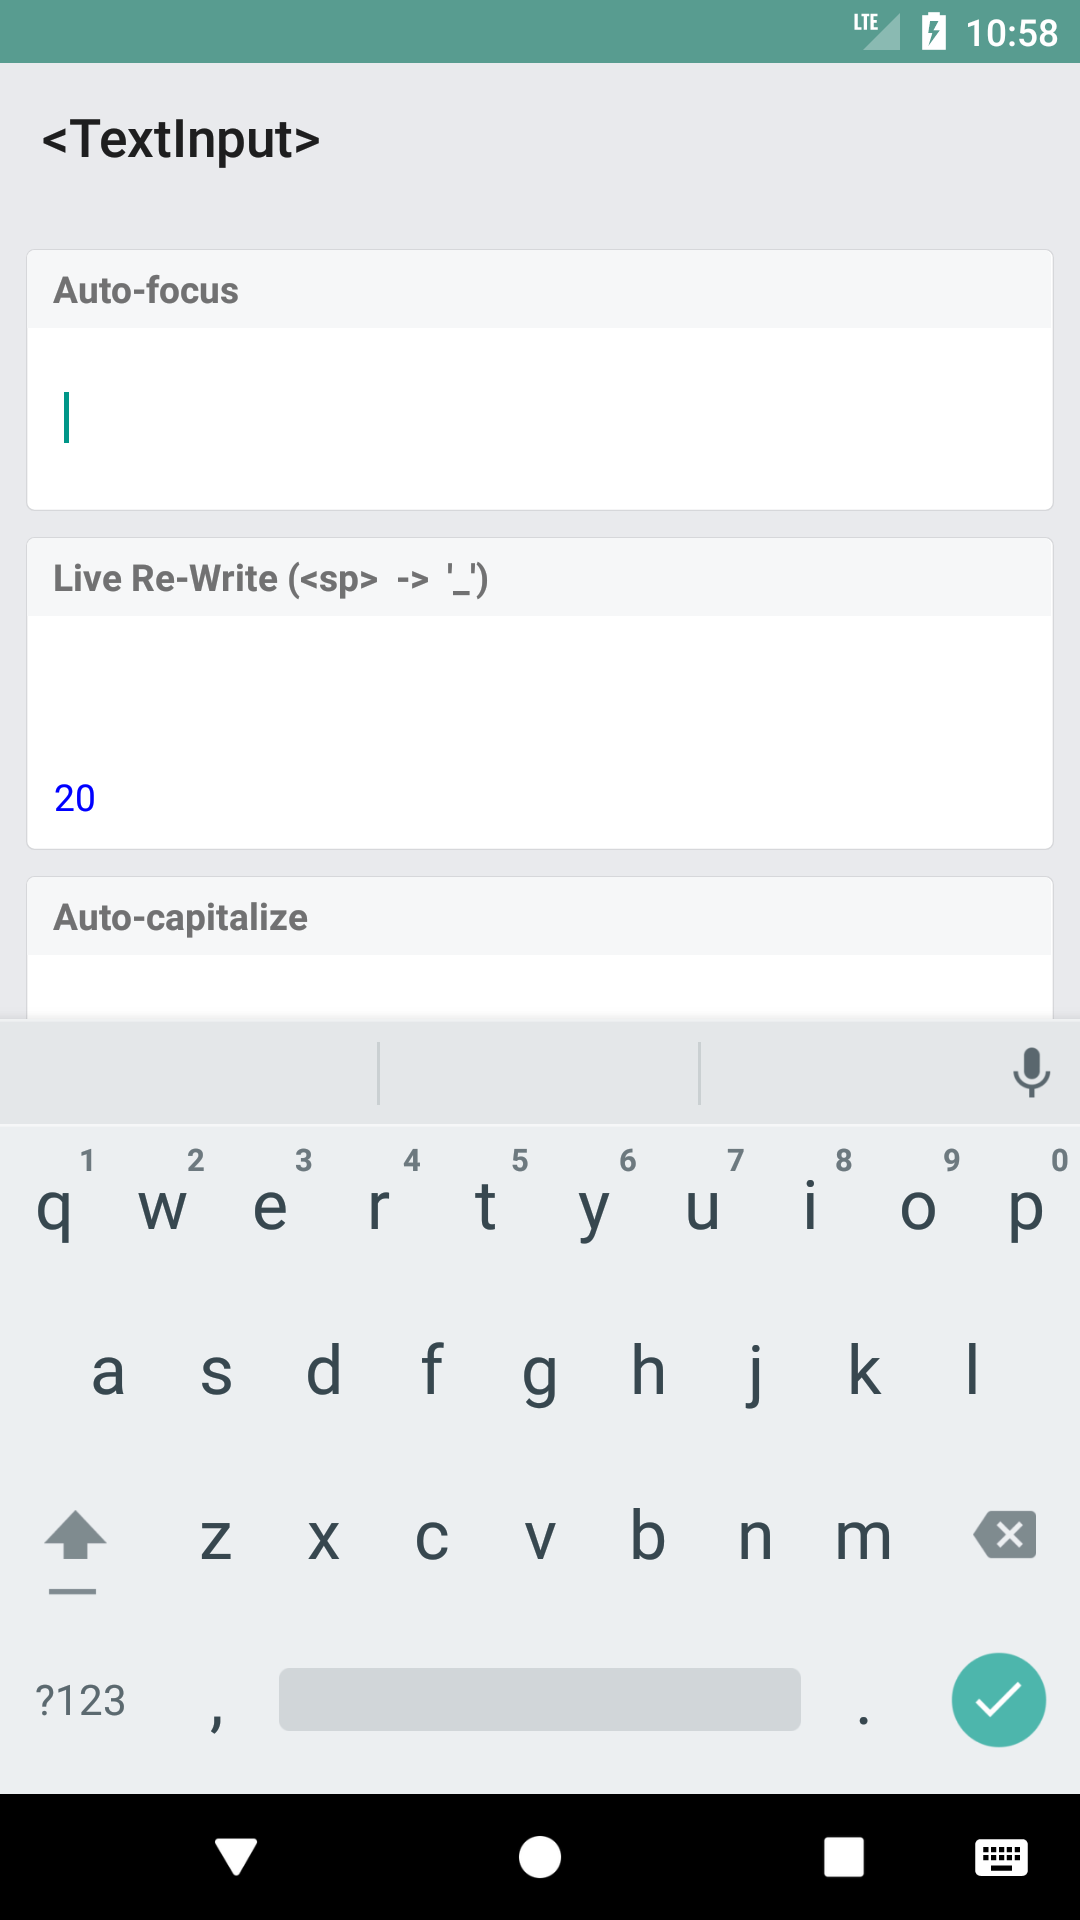 LTE 10:58
<TextInput>
Auto-focus
Live Re-Write (<sp> -> '_')
20
Auto-capitalize
1 2 3 4 5 6 7 8 9 0
q w e r t y u i o p
a s d f g h j k l
z x c v b n m
?123 , .